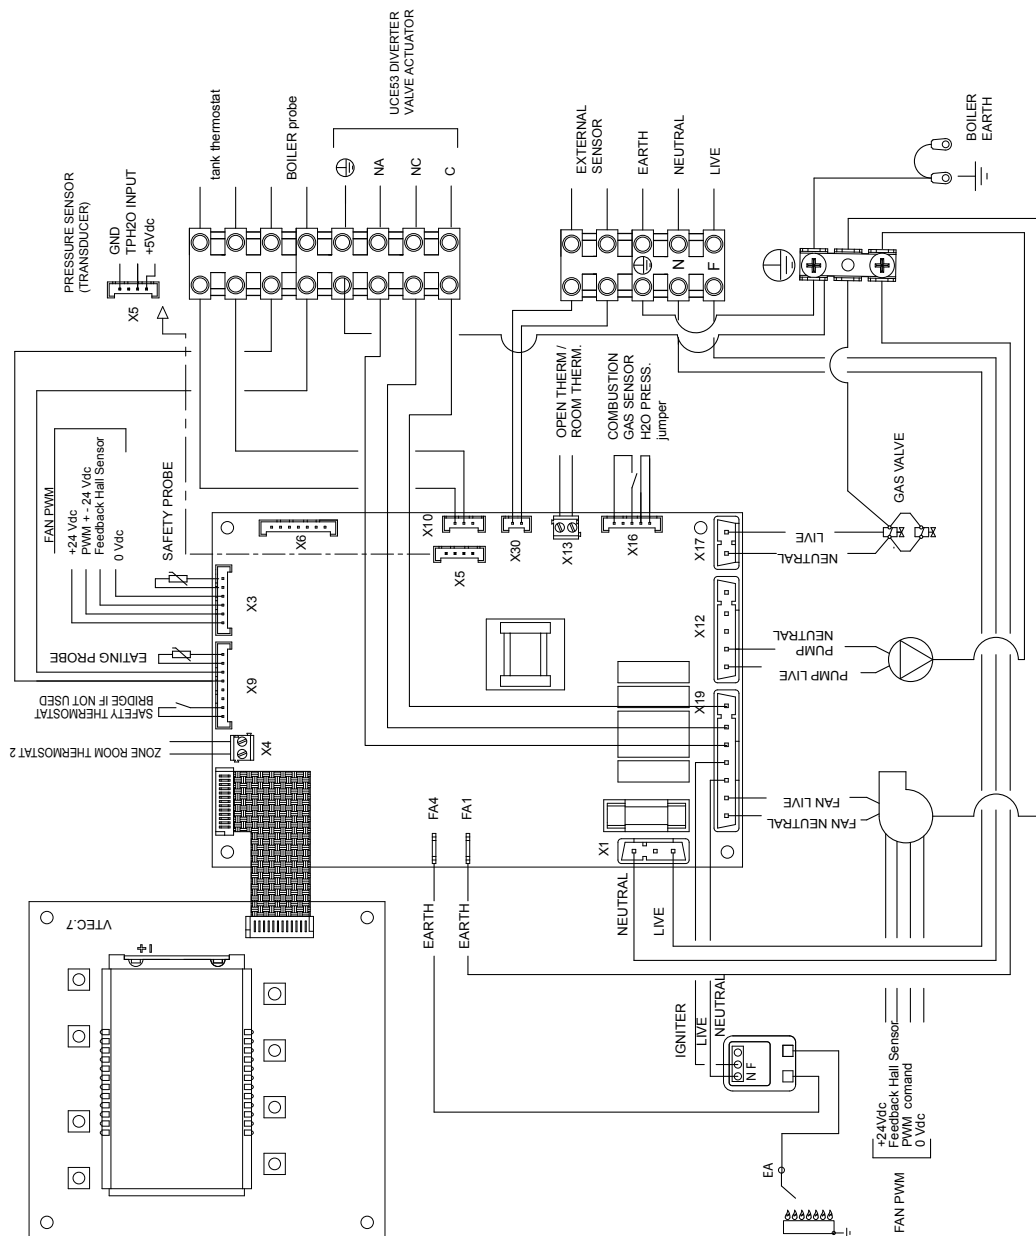 UCE53 DIVERTER
VALVE ACTUATOR
tank thermostat
BOILER probe
NA
NC
C
EXTERNAL
SENSOR
EARTH
NEUTRAL
LIVE
BOILER
EARTH
PRESSURE SENSOR
(TRANSDUCER)
GND
TPH2O INPUT
+5Vdc
X5
N
F
FAN PWM
+24 Vdc
PWM + - 24 Vdc
Feedback Hall Sensor
0 Vdc
SAFETY PROBE
OPEN THERM /
ROOM THERM.
COMBUSTION
GAS SENSOR
H2O PRESS.
jumper
GAS VALVE
X6
X10
X5
X30
X13
X16
X17
LIVE
NEUTRAL
X3
X12
PUMP
NEUTRAL
PUMP LIVE
EATING PROBE
X9
SAFETY THERMOSTAT
BRIDGE IF NOT USED
X19
ZONE ROOM THERMOSTAT 2
X4
FAN LIVE
FAN NEUTRAL
FA4
FA1
X1
EARTH
EARTH
NEUTRAL
LIVE
VTEC.7
+ -
IGNITER
LIVE
NEUTRAL
N F
EA
+24Vdc
Feedback Hall Sensor
PWM comand
0 Vdc
FAN PWM